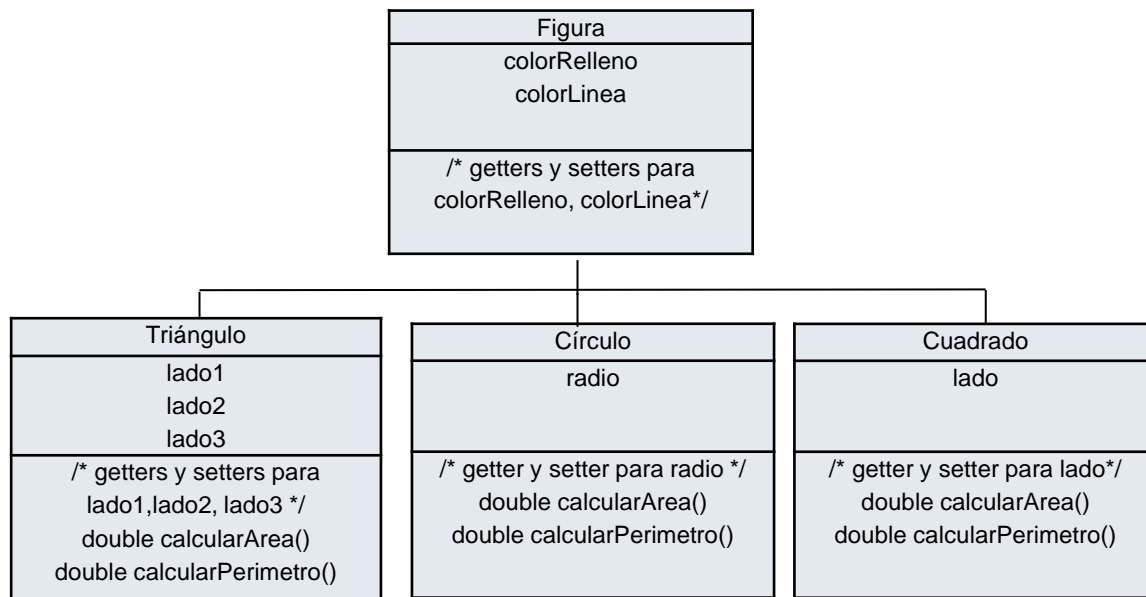 Figura
colorRelleno
colorLinea
/* getters y setters para
colorRelleno, colorLinea*/
Triángulo
lado1
lado2
lado3
/* getters y setters para
lado1,lado2, lado3 */
double calcularArea()
double calcularPerimetro()
Círculo
radio
/* getter y setter para radio */
double calcularArea()
double calcularPerimetro()
Cuadrado
lado
/* getter y setter para lado*/
double calcularArea()
double calcularPerimetro()